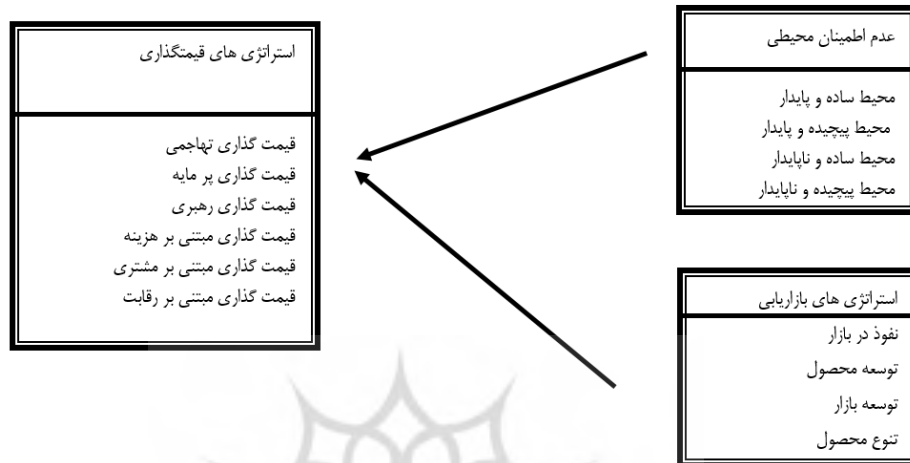 عدم اطمینان محیطی
محیط ساده و پایدار
محیط پیچیده و پایدار
محیط ساده و ناپایدار
محیط پیچیده و ناپایدار
استراتژی های بازاریابی
نفوذ در بازار
توسعه محصول
توسعه بازار
تنوع محصول
استراتژی های قیمتگذاری
قیمت گذاری تهاجمی
قیمت گذاری پر مایه
قیمت گذاری رهبری
قیمت گذاری مبتنی بر هزینه
قیمت گذاری مبتنی بر مشتری
قیمت گذاری مبتنی بر رقابت